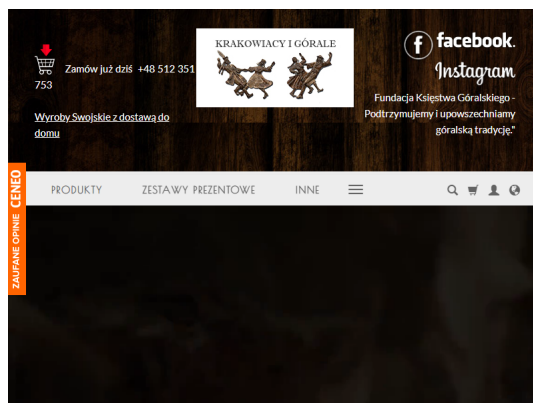 Zamów już dziś +48 512 351
753
Wyroby Swojskie z dostawą do
domu
KRAKOWIACY I GÓRALE
facebook.
Instagram
Fundacja Księstwa Góralskiego -
Podtrzymujemy i upowszechniamy
góralską tradycję."
PRODUKTY
ZESTAWY PREZENTOWE
INNE
ZAUFANE OPINIE CENEO